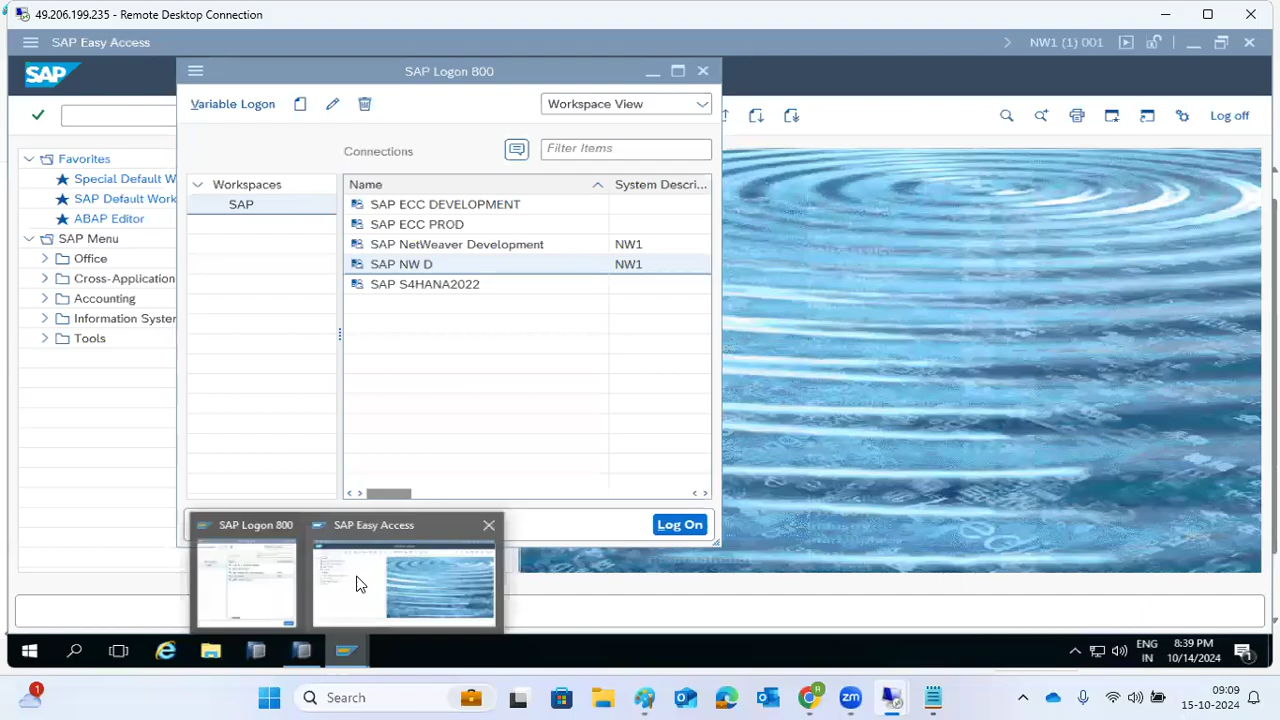 49.206.199.235 - Remote Desktop Connection
SAP Easy Access
NW1 (1) 001
SAP
SAP Logon 800
Variable Logon
Workspace View
Log off
Connections
Filter Items
Favorites
Special Default W
SAP Default Work
ABAP Editor
SAP Menu
Office
Cross-Application
Accounting
Information System
Tools
Workspaces
SAP
Name
System Descri...
SAP ECC DEVELOPMENT
SAP ECC PROD
SAP NetWeaver Development NW1
SAP NW D NW1
SAP S4HANA2022
Log On
SAP Logon 800
SAP Easy Access
ENG
IN
8:39 PM
10/14/2024
1
1
Search
09:09
15-10-2024